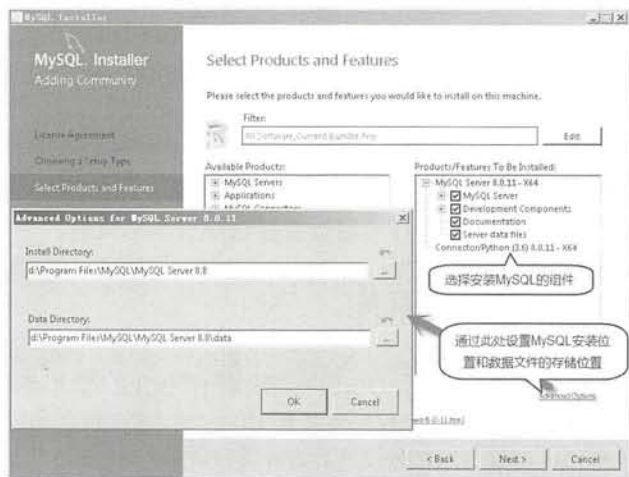 MySQL Installer
MySQL. Installer
Adding Community
License Agreement
Choosing a Setup Type
Select Products and Features
Select Products and Features
Please select the products and features you would like to install on this machine.
Filter:
All Software,Current Bundle,Any
Edit
Available Products:
MySQL Servers
Applications
MySQL Connectors
Products/Features To Be Installed:
MySQL Server 8.0.11 - X64
MySQL Server
Development Components
Documentation
Server data files
Connector/Python (3.6) 8.0.11 - X64
选择安装MySQL的组件
Advanced Options for MySQL Server 8.0.11
Install Directory:
d:\Program Files\MySQL\MySQL Server 8.0
...
Data Directory:
d:\Program Files\MySQL\MySQL Server 8.0\data
...
OK
Cancel
通过此处设置MySQL安装位
置和数据文件的存储位置
Advanced Options
< Back
Next >
Cancel